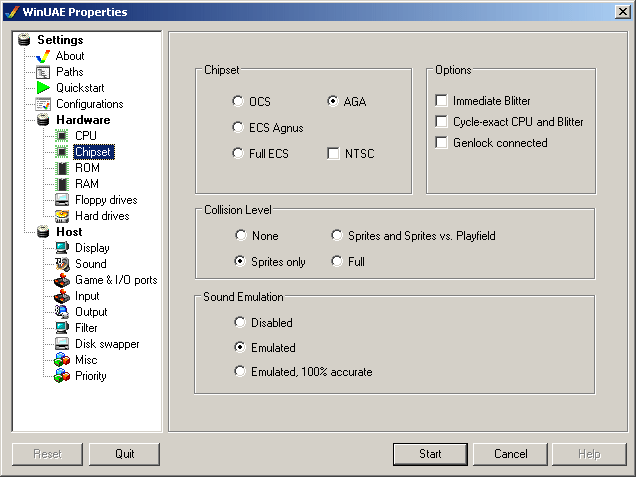 WinUAE Properties
Settings
About
Paths
Quickstart
Configurations
Hardware
CPU
Chipset
ROM
RAM
Floppy drives
Hard drives
Host
Display
Sound
Game & I/O ports
Input
Output
Filter
Disk swapper
Misc
Priority
Chipset
OCS AGA
ECS Agnus
Full ECS NTSC
Options
Immediate Blitter
Cycle-exact CPU and Blitter
Genlock connected
Collision Level
None Sprites and Sprites vs. Playfield
Sprites only Full
Sound Emulation
Disabled
Emulated
Emulated, 100% accurate
Reset Quit Start Cancel Help